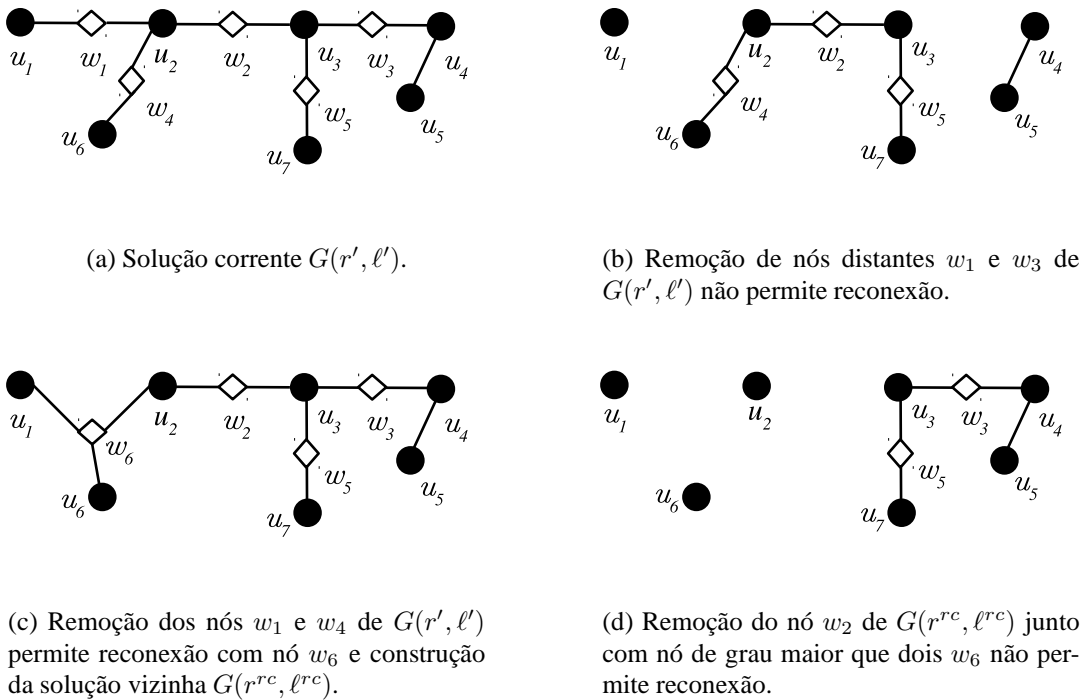 u₁ w₁ u₂ w₂ u₃ w₃ u₄
w₄ w₅ u₅
u₆ u₇
u₁ u₂ w₂ u₃ u₄
w₄ w₅ u₅
u₆ u₇
(a) Solução corrente G(r′, ℓ′).
(b) Remoção de nós distantes w₁ e w₃ de
G(r′, ℓ′) não permite reconexão.
u₁ u₂ w₂ u₃ w₃ u₄
w₆ w₅ u₅
u₆ u₇
u₁ u₂ u₃ w₃ u₄
w₅ u₅
u₆ u₇
(c) Remoção dos nós w₁ e w₄ de G(r′, ℓ′)
permite reconexão com nó w₆ e construção
da solução vizinha G(r^{rc}, ℓ^{rc}).
(d) Remoção do nó w₂ de G(r^{rc}, ℓ^{rc}) junto
com nó de grau maior que dois w₆ não per-
mite reconexão.